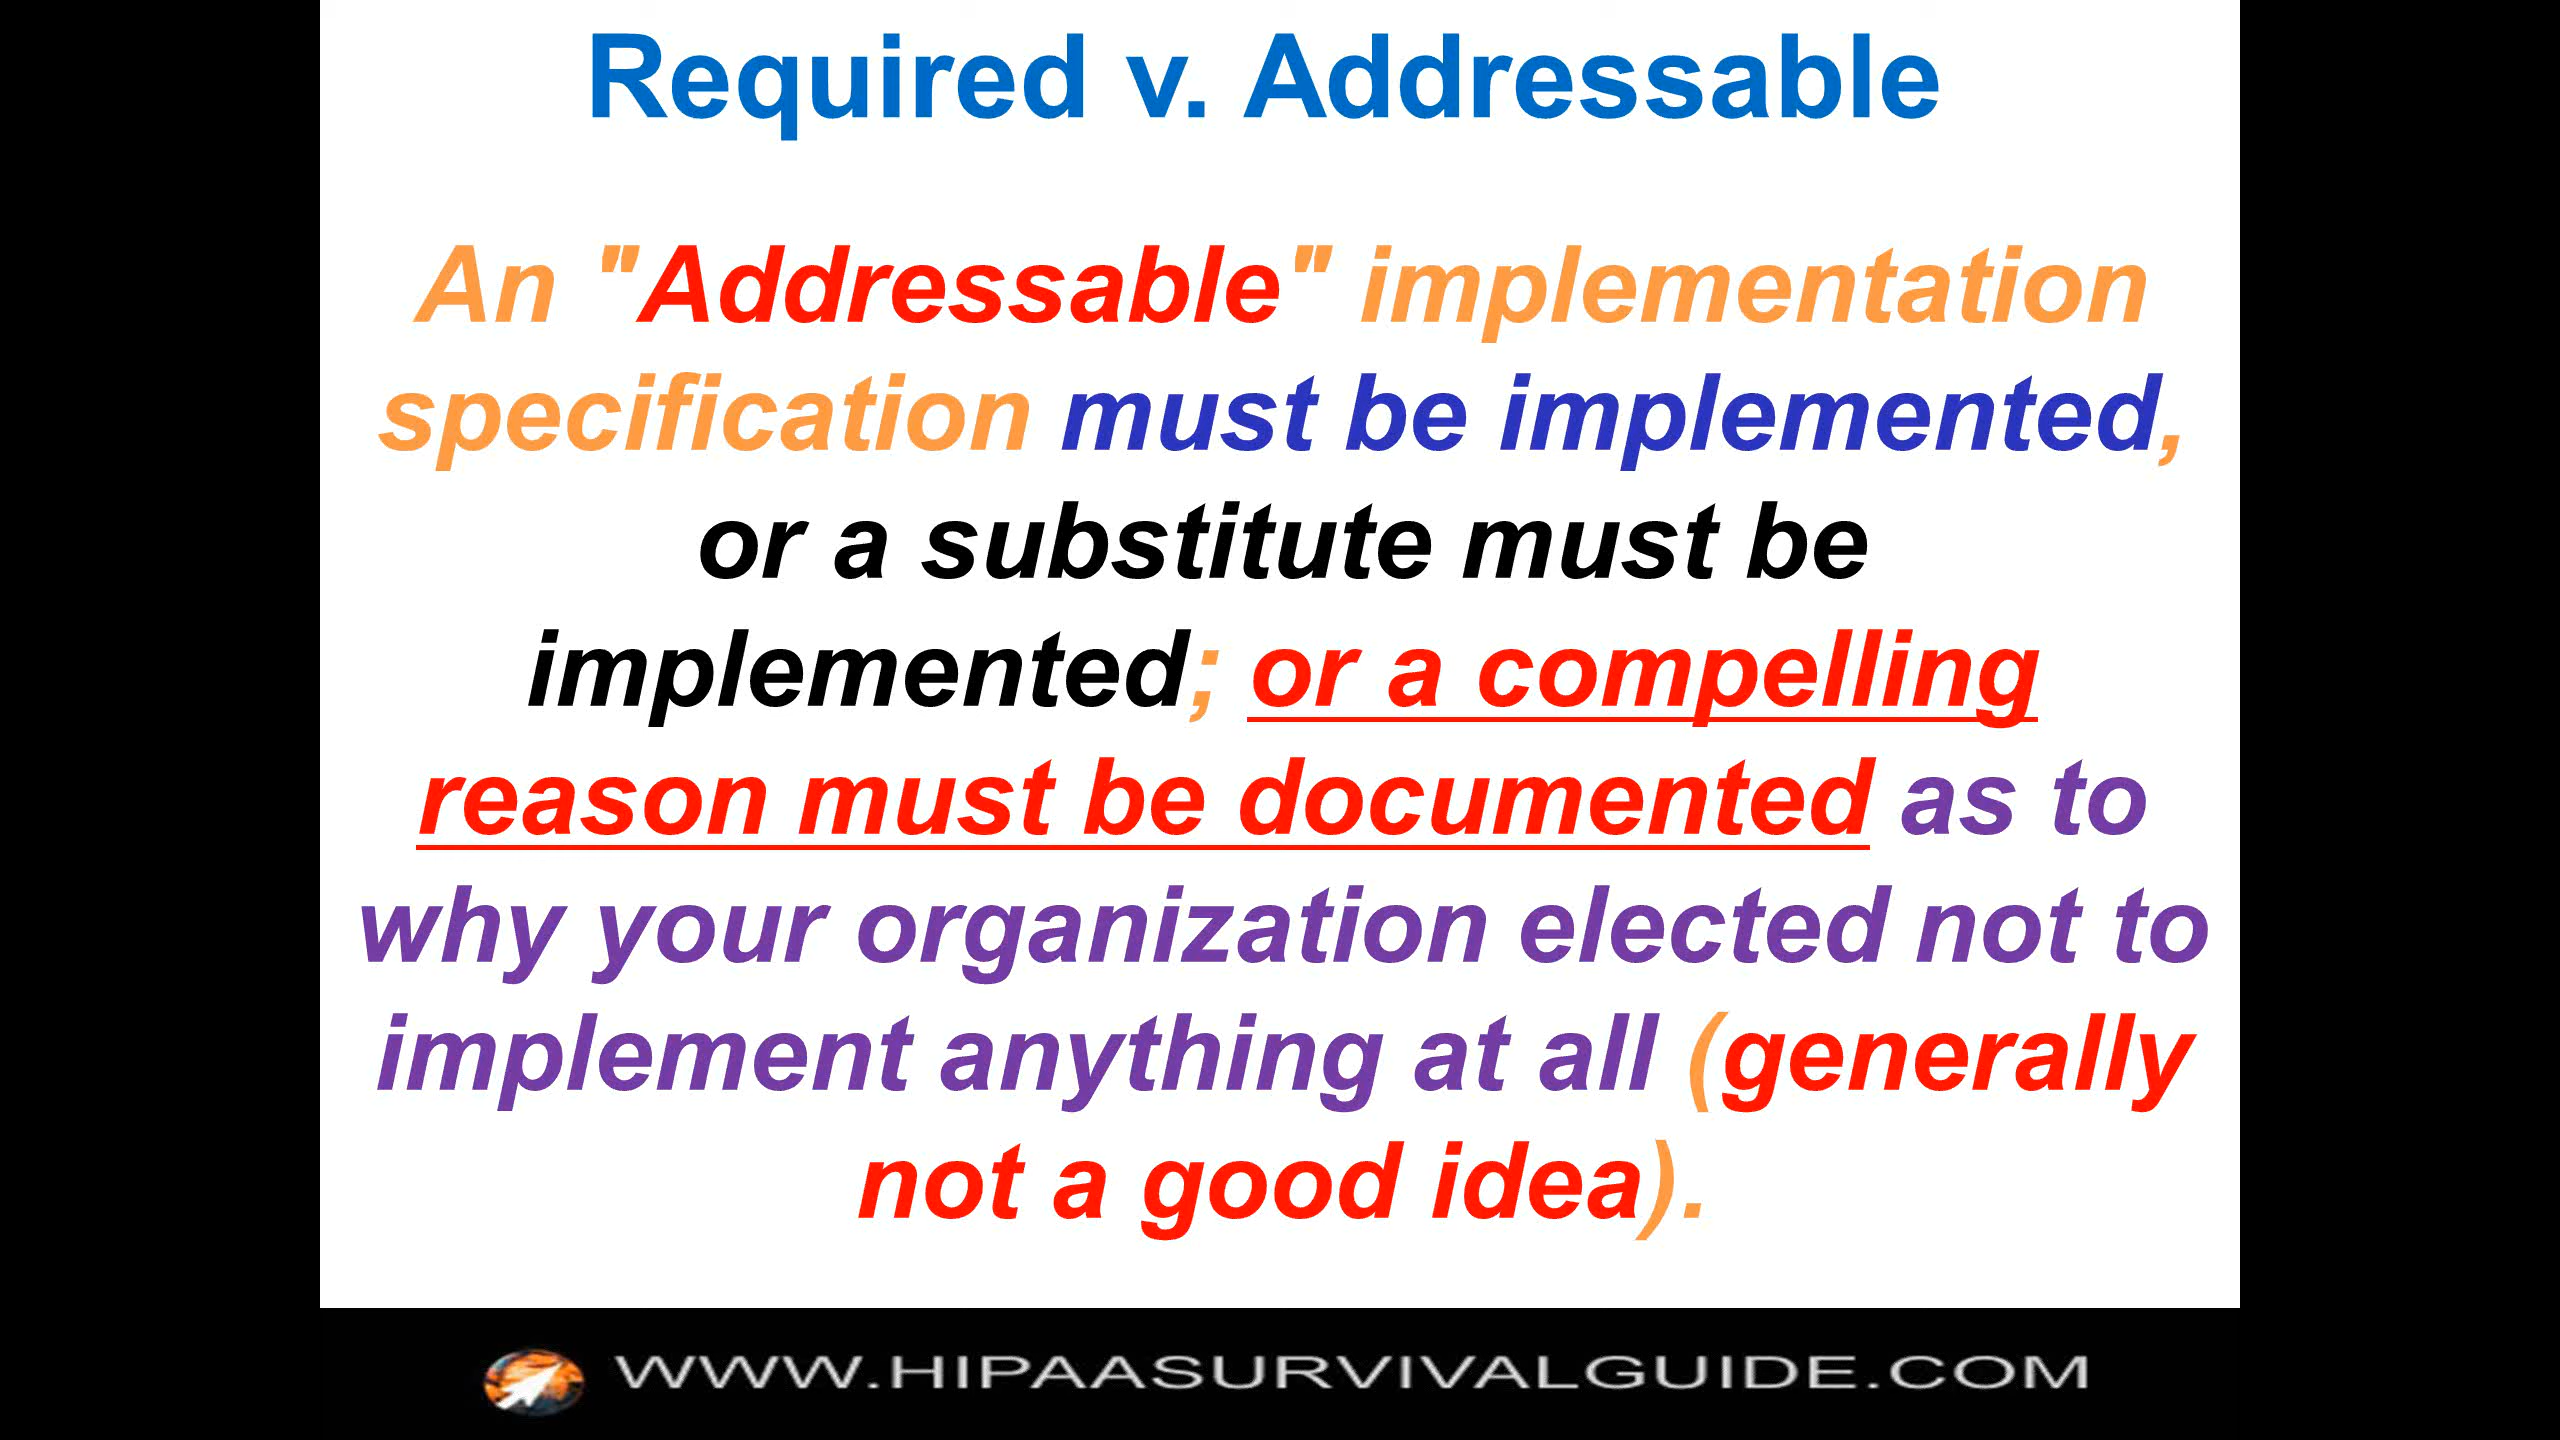 Required v. Addressable
An "Addressable" implementation
specification must be implemented,
or a substitute must be
implemented; or a compelling
reason must be documented as to
why your organization elected not to
implement anything at all (generally
not a good idea).
WWW.HIPAASURVIVALGUIDE.COM